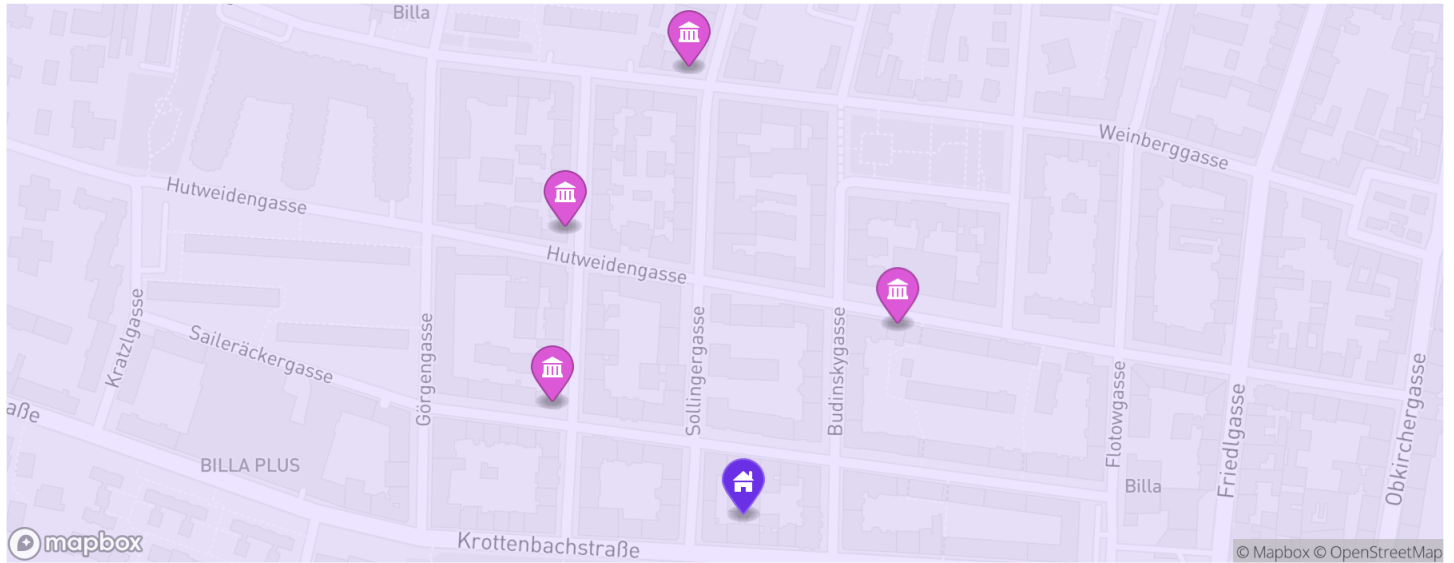 Billa
Weinberggasse
Hutweidengasse
Hutweidengasse
Kratzlgasse
Saileräckergasse
Görgengasse
Sollingergasse
Budinskygasse
Flotowgasse
Friedlgasse
Obkirchergasse
aße
BILLA PLUS
Billa
Krottenbachstraße
mapbox
© Mapbox © OpenStreetMap